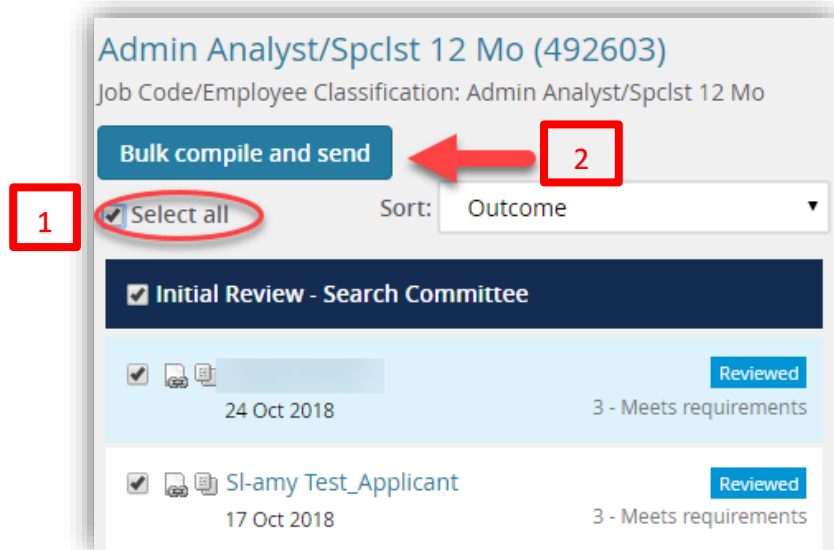 Admin Analyst/Spclst 12 Mo (492603)
Job Code/Employee Classification: Admin Analyst/Spclst 12 Mo
Bulk compile and send
2
1
Select all
Sort: Outcome
Initial Review - Search Committee
Reviewed
24 Oct 2018
3 - Meets requirements
Sl-amy Test_Applicant
Reviewed
17 Oct 2018
3 - Meets requirements